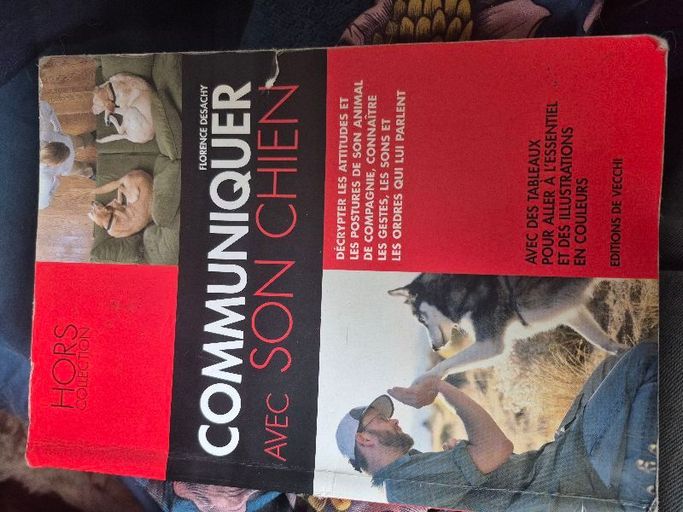 HORS
COLLECTION
FLORENCE DESACHY
COMMUNIQUER
AVEC SON CHIEN
DÉCRYPTER LES ATTITUDES ET
LES POSTURES DE SON ANIMAL
DE COMPAGNIE, CONNAÎTRE
LES GESTES, LES SONS ET
LES ORDRES QUI LUI PARLENT
AVEC DES TABLEAUX
POUR ALLER À L'ESSENTIEL
ET DES ILLUSTRATIONS
EN COULEURS
EDITIONS DE VECCHI